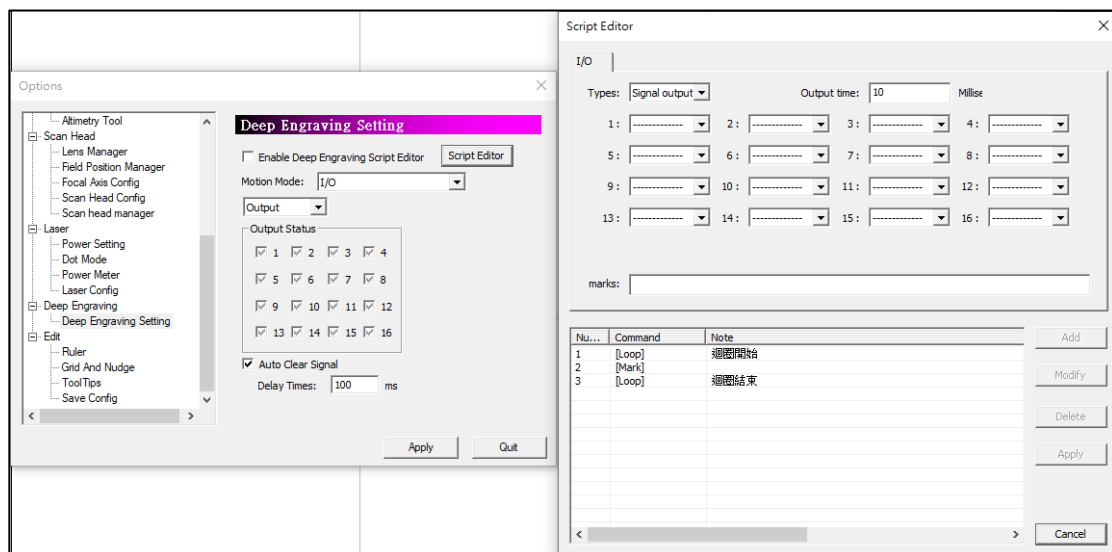 Options
Altimetry Tool
Scan Head
Lens Manager
Field Position Manager
Focal Axis Config
Scan Head Config
Scan head manager
Laser
Power Setting
Dot Mode
Power Meter
Laser Config
Deep Engraving
Deep Engraving Setting
Edit
Ruler
Grid And Nudge
ToolTips
Save Config
Deep Engraving Setting
Enable Deep Engraving Script Editor Script Editor
Motion Mode: I/O
Output
Output Status
1 2 3 4
5 6 7 8
9 10 11 12
13 14 15 16
Auto Clear Signal
Delay Times: 100 ms
Apply Quit
Script Editor
I/O
Types: Signal output Output time: 10 Millise
1: ------------- 2: ------------- 3: ------------- 4: -------------
5: ------------- 6: ------------- 7: ------------- 8: -------------
9: ------------- 10: ------------- 11: ------------- 12: -------------
13: ------------- 14: ------------- 15: ------------- 16: -------------
marks:
Nu... Command Note
1 [Loop] 迴圈開始
2 [Mark]
3 [Loop] 迴圈結束
Add
Modify
Delete
Apply
Cancel